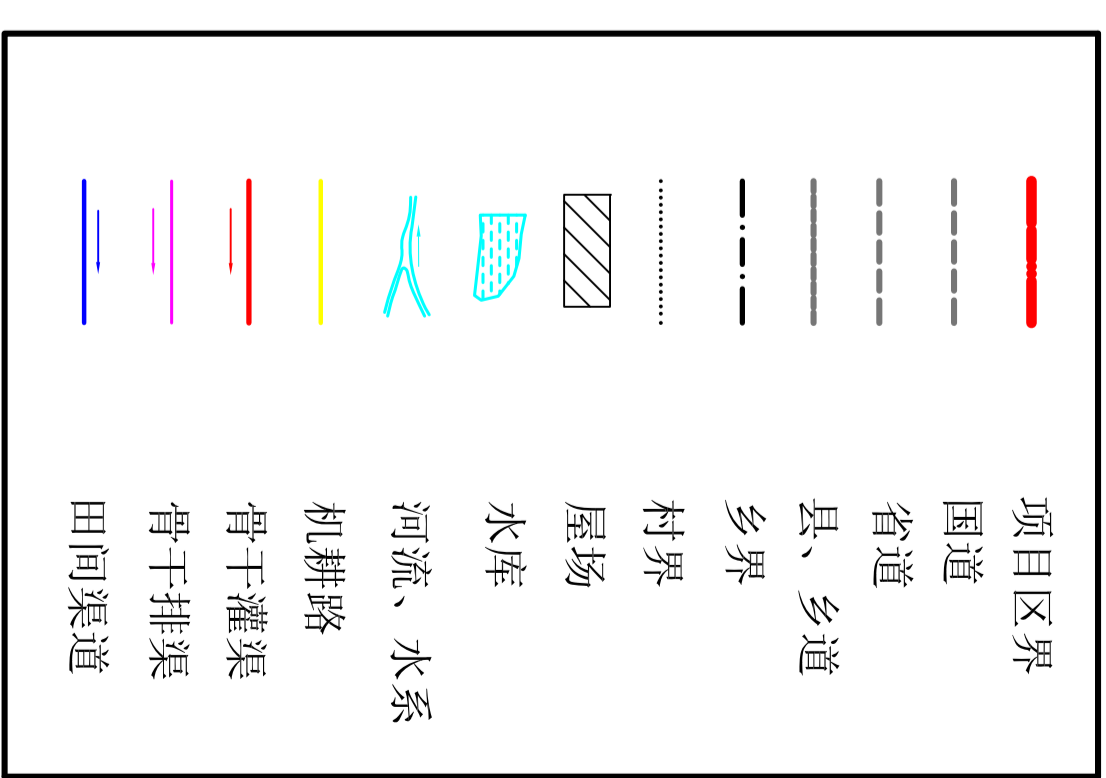 项目区界
国道
省道
县、乡道
乡界
村界
屋场
水库
河流、水系
机耕路
骨干灌渠
骨干排渠
田间渠道